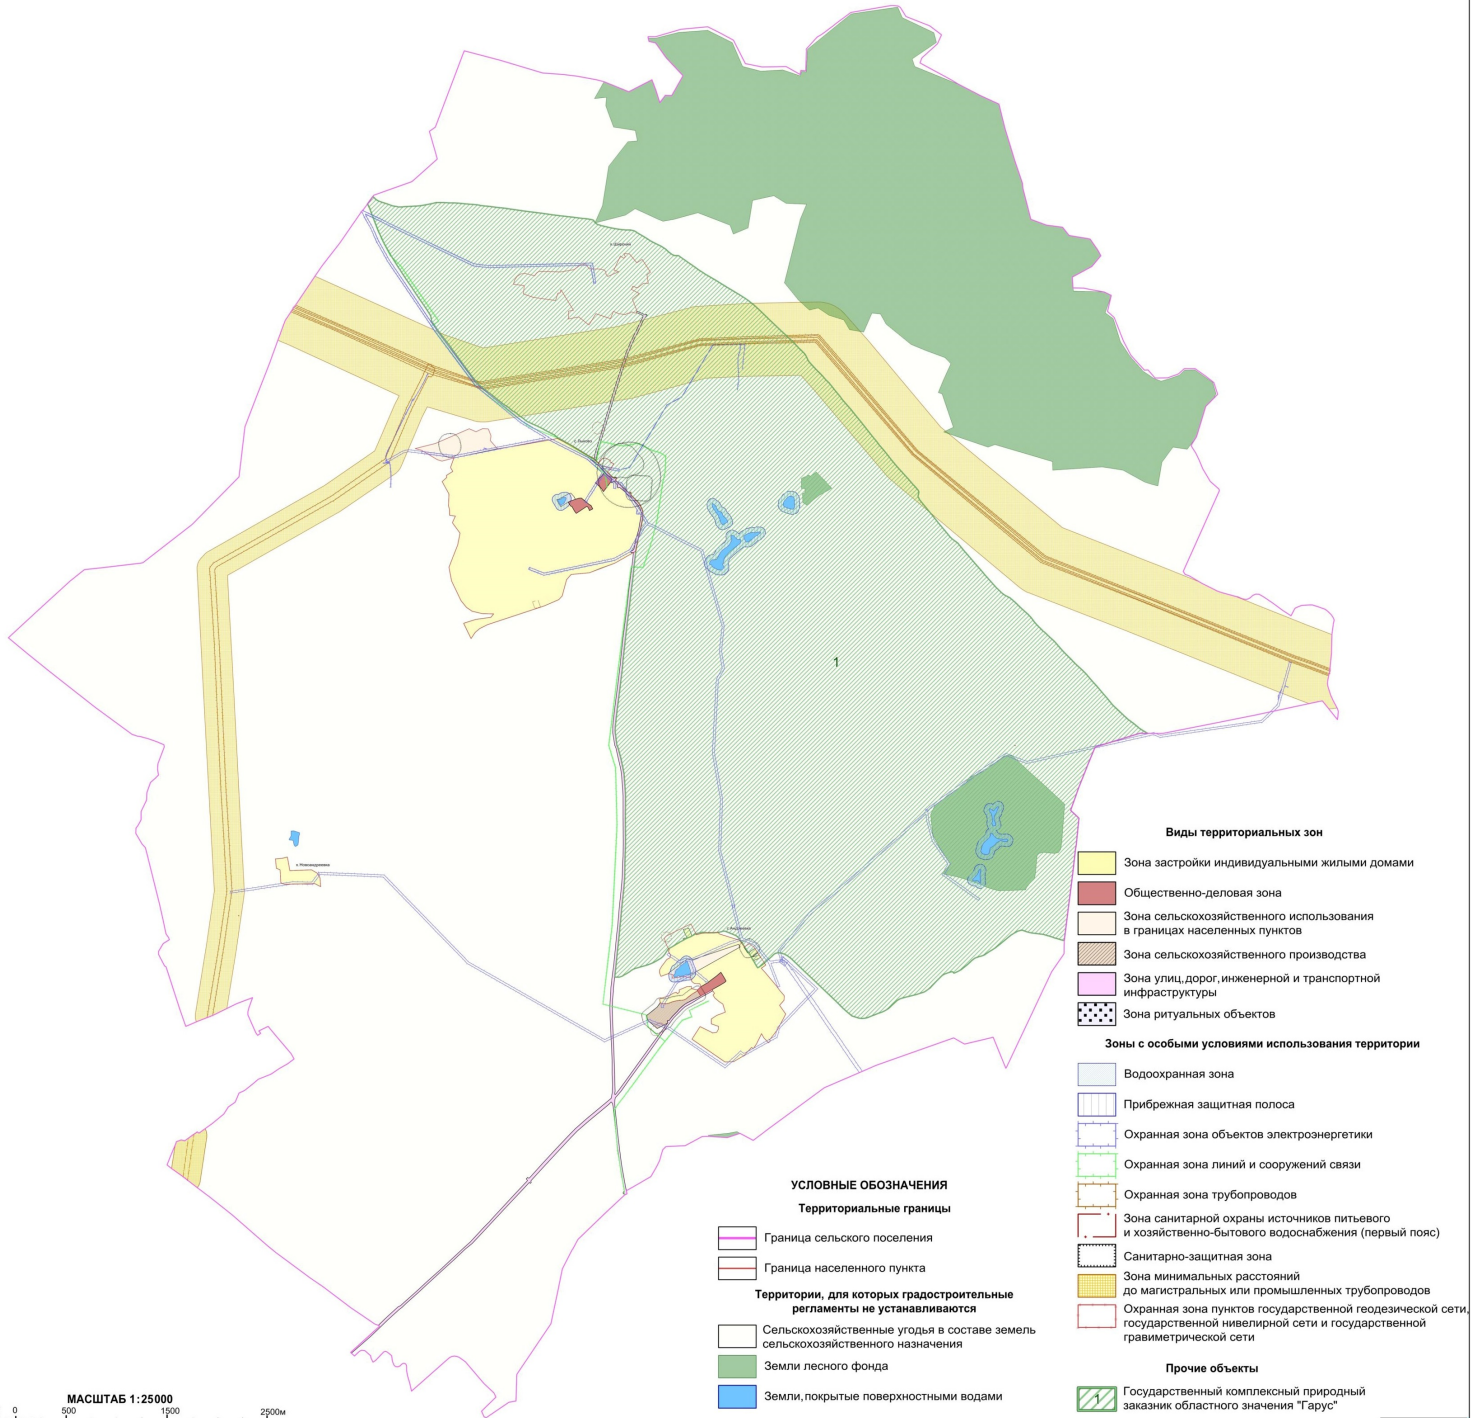 с. Якупово
1
п. Новоандреевка
с. Андреевка
Виды территориальных зон
Зона застройки индивидуальными жилыми домами
Общественно-деловая зона
Зона сельскохозяйственного использования
в границах населенных пунктов
Зона сельскохозяйственного производства
Зона улиц,дорог,инженерной и транспортной
инфраструктуры
Зона ритуальных объектов
Зоны с особыми условиями использования территории
Водоохранная зона
Прибрежная защитная полоса
Охранная зона объектов электроэнергетики
Охранная зона линий и сооружений связи
Охранная зона трубопроводов
Зона санитарной охраны источников питьевого
и хозяйственно-бытового водоснабжения (первый пояс)
Санитарно-защитная зона
Зона минимальных расстояний
до магистральных или промышленных трубопроводов
Охранная зона пунктов государственной геодезической сети,
государственной нивелирной сети и государственной
гравиметрической сети
Прочие объекты
1
Государственный комплексный природный
заказник областного значения "Гарус"
УСЛОВНЫЕ ОБОЗНАЧЕНИЯ
Территориальные границы
Граница сельского поселения
Граница населенного пункта
Территории, для которых градостроительные
регламенты не устанавливаются
Сельскохозяйственные угодья в составе земель
сельскохозяйственного назначения
Земли лесного фонда
Земли,покрытые поверхностными водами
МАСШТАБ 1:25000
0 500 1500 2500м